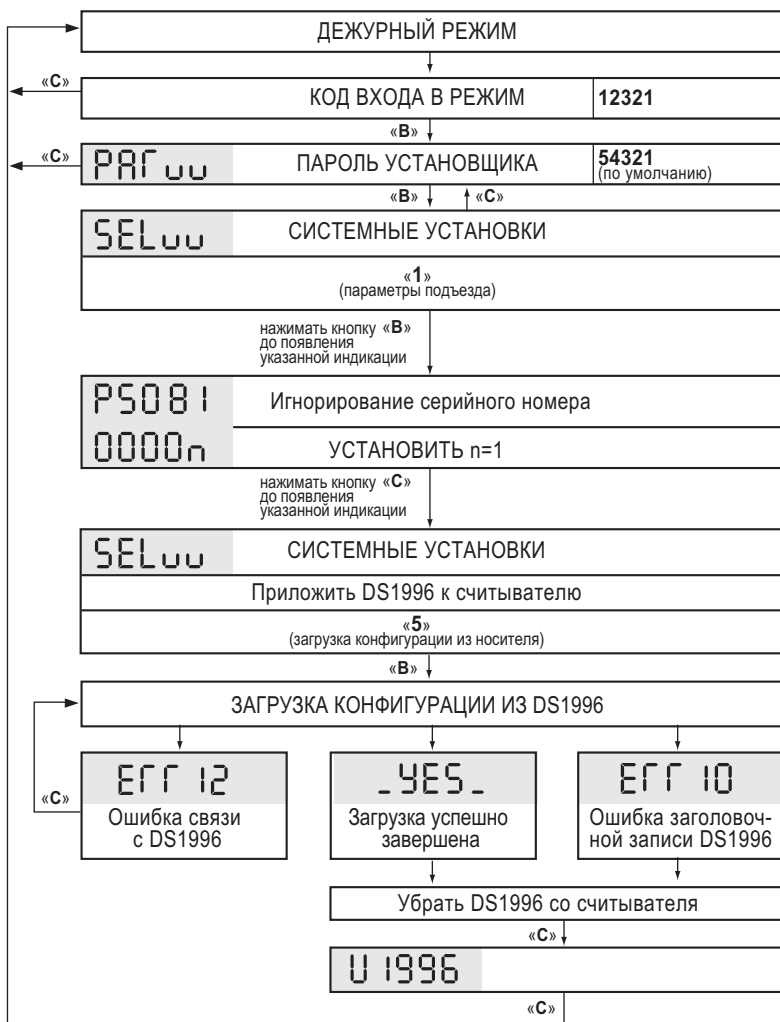 ДЕЖУРНЫЙ РЕЖИМ
«С»
КОД ВХОДА В РЕЖИМ 12321
«В»
«С»
PAГuu ПАРОЛЬ УСТАНОВЩИКА 54321
(по умолчанию)
«В» «С»
SELuu СИСТЕМНЫЕ УСТАНОВКИ
«1»
(параметры подъезда)
нажимать кнопку «В»
до появления
указанной индикации
PS081 Игнорирование серийного номера
0000n УСТАНОВИТЬ n=1
нажимать кнопку «С»
до появления
указанной индикации
SELuu СИСТЕМНЫЕ УСТАНОВКИ
Приложить DS1996 к считывателю
«5»
(загрузка конфигурации из носителя)
«В»
ЗАГРУЗКА КОНФИГУРАЦИИ ИЗ DS1996
«С»
EГГ 12
Ошибка связи
с DS1996
_YES_
Загрузка успешно
завершена
EГГ 10
Ошибка заголовоч-
ной записи DS1996
Убрать DS1996 со считывателя
«С»
U 1996
«С»